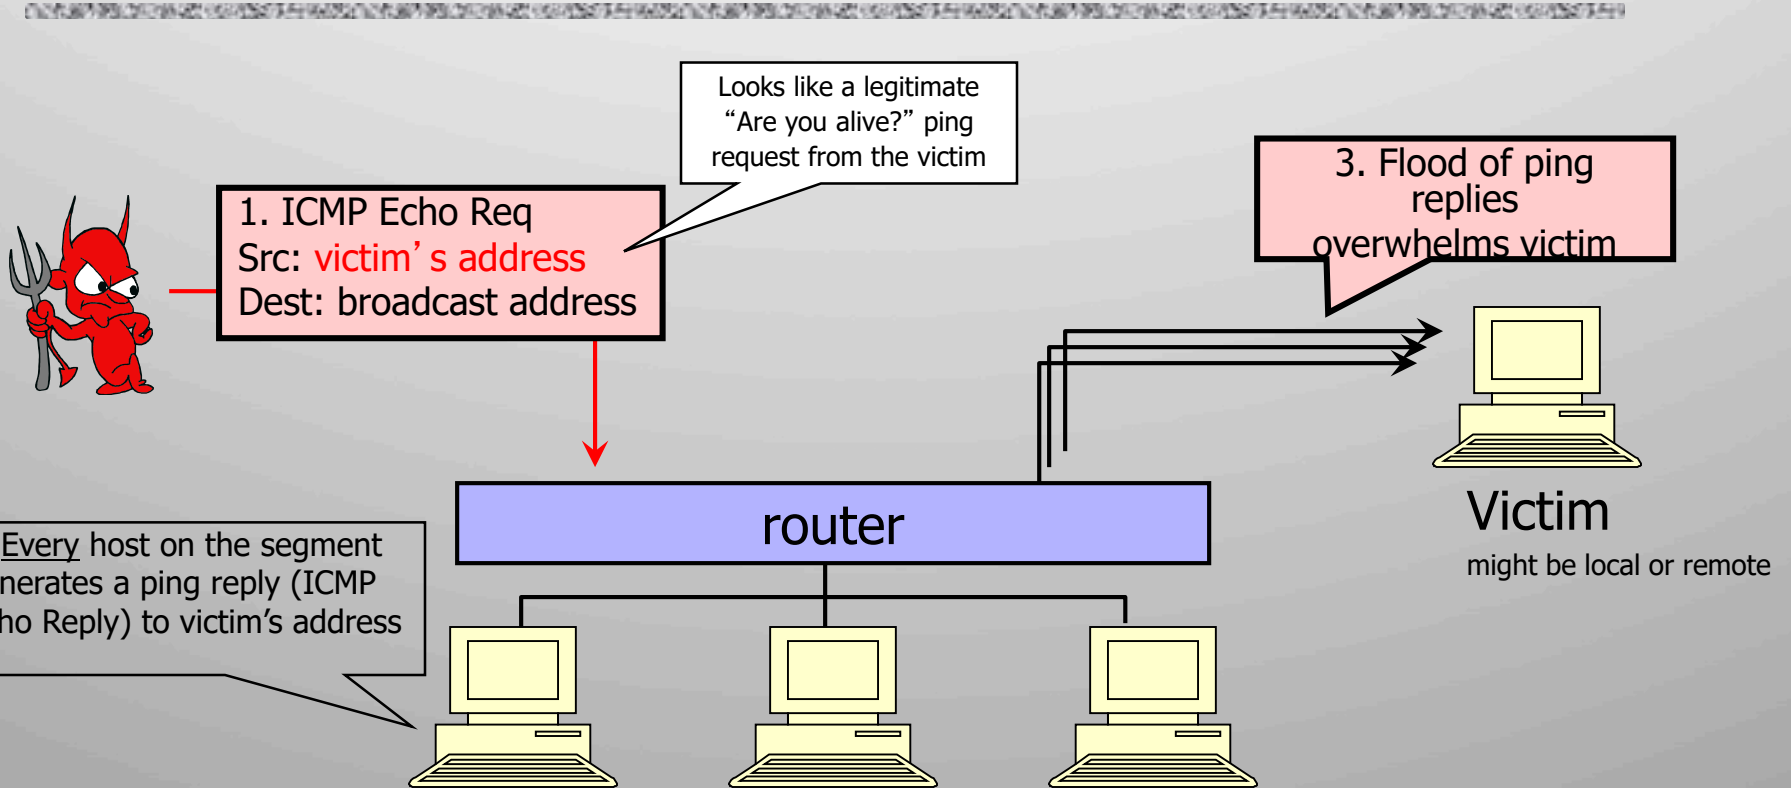 Looks like a legitimate
“Are you alive?” ping
request from the victim
1. ICMP Echo Req
Src: victim’s address
Dest: broadcast address
3. Flood of ping
replies
overwhelms victim
router
Victim
might be local or remote
Every host on the segment
a ping reply (ICMP
Reply) to victim’s address